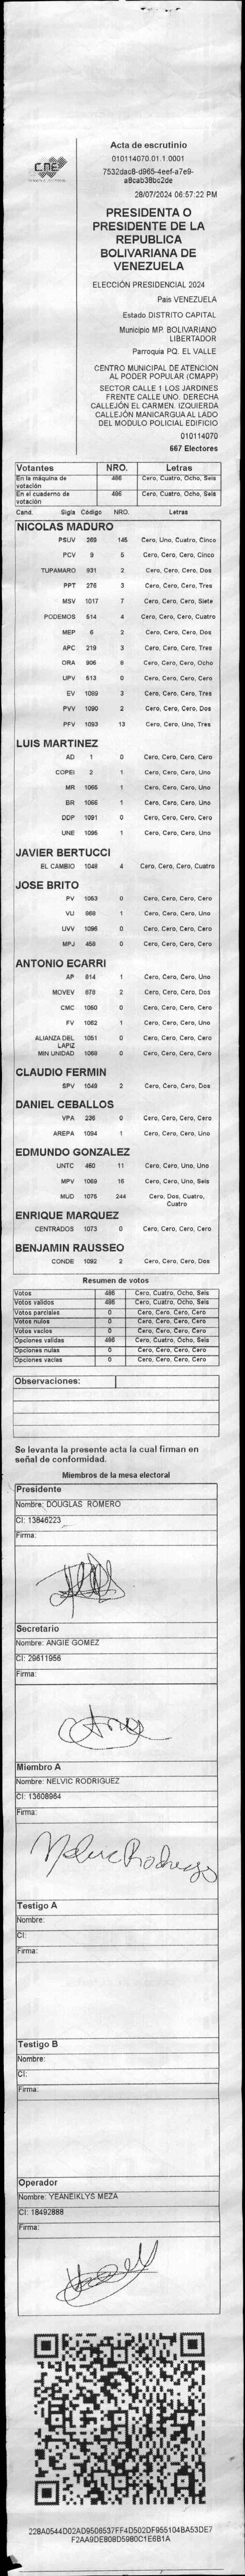 CNE
Acta de escrutinio
010114070.01.1.0001
7532dac8-d965-4eef-a7e9-
a8cab38bc2de
28/07/2024 06:57:22 PM
PRESIDENTA O
PRESIDENTE DE LA
REPUBLICA
BOLIVARIANA DE
VENEZUELA
ELECCIÓN PRESIDENCIAL 2024
Pais VENEZUELA
Estado DISTRITO CAPITAL
Municipio MP. BOLIVARIANO
LIBERTADOR
Parroquia PQ. EL VALLE
CENTRO MUNICIPAL DE ATENCION
AL PODER POPULAR (CMAPP)
SECTOR CALLE 1 LOS JARDINES
FRENTE CALLE UNO. DERECHA
CALLEJÓN EL CARMEN. IZQUIERDA
CALLEJÓN MANICARGUA AL LADO
DEL MODULO POLICIAL EDIFICIO
010114070
667 Electores
Votantes NRO. Letras
En la máquina de votación 486 Cero, Cuatro, Ocho, Seis
En el cuaderno de votación 486 Cero, Cuatro, Ocho, Seis
Cand. Sigla Código NRO. Letras
NICOLAS MADURO
PSUV 269 145 Cero, Uno, Cuatro, Cinco
PCV 9 5 Cero, Cero, Cero, Cinco
TUPAMARO 931 2 Cero, Cero, Cero, Dos
PPT 276 3 Cero, Cero, Cero, Tres
MSV 1017 7 Cero, Cero, Cero, Siete
PODEMOS 514 4 Cero, Cero, Cero, Cuatro
MEP 6 2 Cero, Cero, Cero, Dos
APC 219 3 Cero, Cero, Cero, Tres
ORA 906 8 Cero, Cero, Cero, Ocho
UPV 513 0 Cero, Cero, Cero, Cero
EV 1089 3 Cero, Cero, Cero, Tres
PVV 1090 2 Cero, Cero, Cero, Dos
PFV 1093 13 Cero, Cero, Uno, Tres
LUIS MARTINEZ
AD 1 0 Cero, Cero, Cero, Cero
COPEI 2 1 Cero, Cero, Cero, Uno
MR 1065 1 Cero, Cero, Cero, Uno
BR 1066 1 Cero, Cero, Cero, Uno
DDP 1091 0 Cero, Cero, Cero, Cero
UNE 1095 1 Cero, Cero, Cero, Uno
JAVIER BERTUCCI
EL CAMBIO 1048 4 Cero, Cero, Cero, Cuatro
JOSE BRITO
PV 1053 0 Cero, Cero, Cero, Cero
VU 968 1 Cero, Cero, Cero, Uno
UVV 1096 0 Cero, Cero, Cero, Cero
MPJ 458 0 Cero, Cero, Cero, Cero
ANTONIO ECARRI
AP 814 1 Cero, Cero, Cero, Uno
MOVEV 678 2 Cero, Cero, Cero, Dos
CMC 1050 0 Cero, Cero, Cero, Cero
FV 1052 1 Cero, Cero, Cero, Uno
ALIANZA DEL LAPIZ 1051 0 Cero, Cero, Cero, Cero
MIN UNIDAD 1088 0 Cero, Cero, Cero, Cero
CLAUDIO FERMIN
SPV 1049 2 Cero, Cero, Cero, Dos
DANIEL CEBALLOS
VPA 236 0 Cero, Cero, Cero, Cero
AREPA 1094 1 Cero, Cero, Cero, Uno
EDMUNDO GONZALEZ
UNTC 460 11 Cero, Cero, Uno, Uno
MPV 1069 16 Cero, Cero, Uno, Seis
MUD 1076 244 Cero, Dos, Cuatro,
Cuatro
ENRIQUE MARQUEZ
CENTRADOS 1073 0 Cero, Cero, Cero, Cero
BENJAMIN RAUSSEO
CONDE 1092 2 Cero, Cero, Cero, Dos
Resumen de votos
Votos 486 Cero, Cuatro, Ocho, Seis
Votos validos 486 Cero, Cuatro, Ocho, Seis
Votos parciales 0 Cero, Cero, Cero, Cero
Votos nulos 0 Cero, Cero, Cero, Cero
Votos vacios 0 Cero, Cero, Cero, Cero
Opciones validas 486 Cero, Cuatro, Ocho, Seis
Opciones nulas 0 Cero, Cero, Cero, Cero
Opciones vacias 0 Cero, Cero, Cero, Cero
Observaciones:
Se levanta la presente acta la cual firman en
señal de conformidad.
Miembros de la mesa electoral
Presidente
Nombre: DOUGLAS ROMERO
CI: 13846223
Firma:
Secretario
Nombre: ANGIE GOMEZ
CI: 29611956
Firma:
Miembro A
Nombre: NELVIC RODRIGUEZ
CI: 13608964
Firma:
Testigo A
Nombre:
CI:
Firma:
Testigo B
Nombre:
CI:
Firma:
Operador
Nombre: YEANEIKLYS MEZA
CI: 18492888
Firma:
228A0544D02AD9506537FF4D502DF955104BA53DE7
F2AA9DE808D5980C1E6B1A